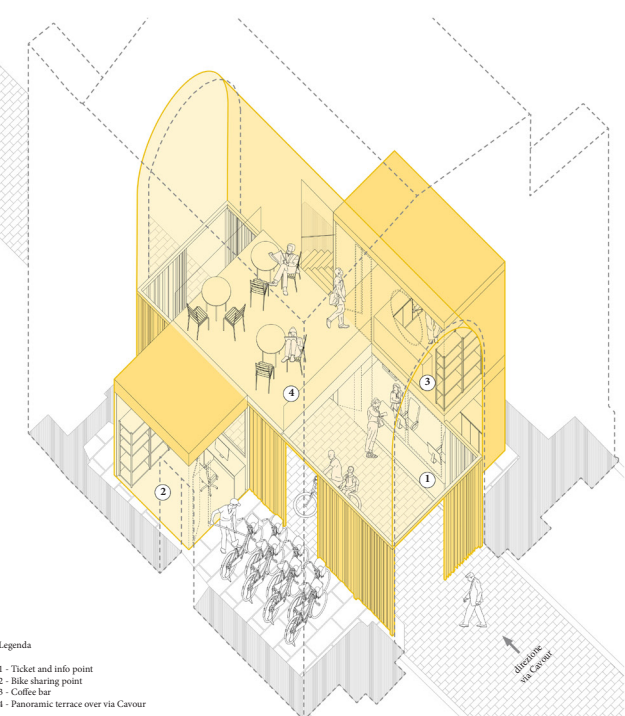 3
4
1
2
direzione
via Cavour
Legenda
1 - Ticket and info point
2 - Bike sharing point
3 - Coffee bar
4 - Panoramic terrace over via Cavour